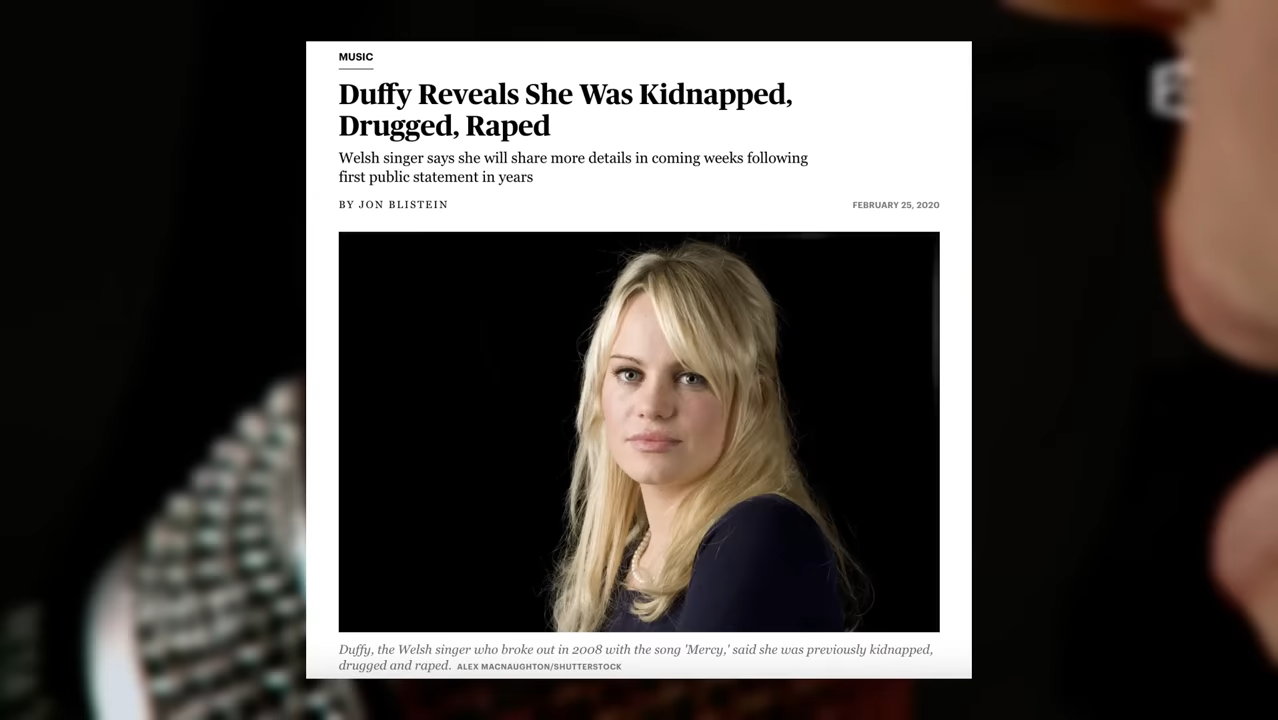 MUSIC
Duffy Reveals She Was Kidnapped,
Drugged, Raped
Welsh singer says she will share more details in coming weeks following
first public statement in years
BY JON BLISTEIN
FEBRUARY 25, 2020
Duffy, the Welsh singer who broke out in 2008 with the song 'Mercy,' said she was previously kidnapped,
drugged and raped. ALEX MACNAUGHTON/SHUTTERSTOCK